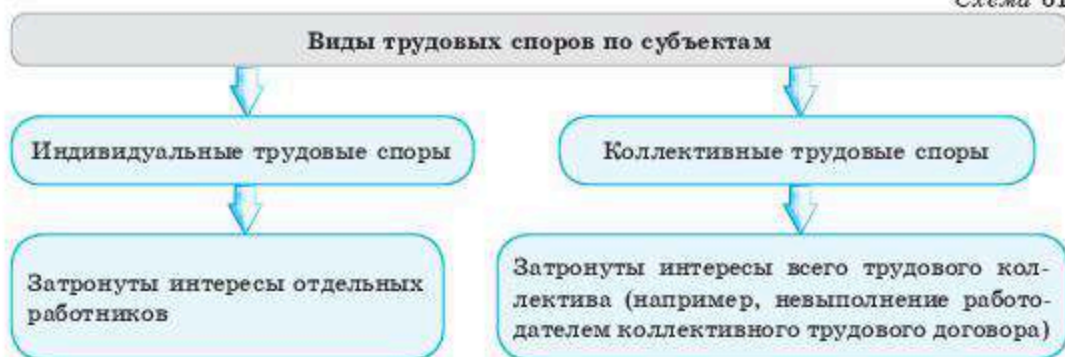 Схема
Виды трудовых споров по субъектам
Индивидуальные трудовые споры
Коллективные трудовые споры
Затронуты интересы отдельных
работников
Затронуты интересы всего трудового кол-
лектива (например, невыполнение работо-
дателем коллективного трудового договора)